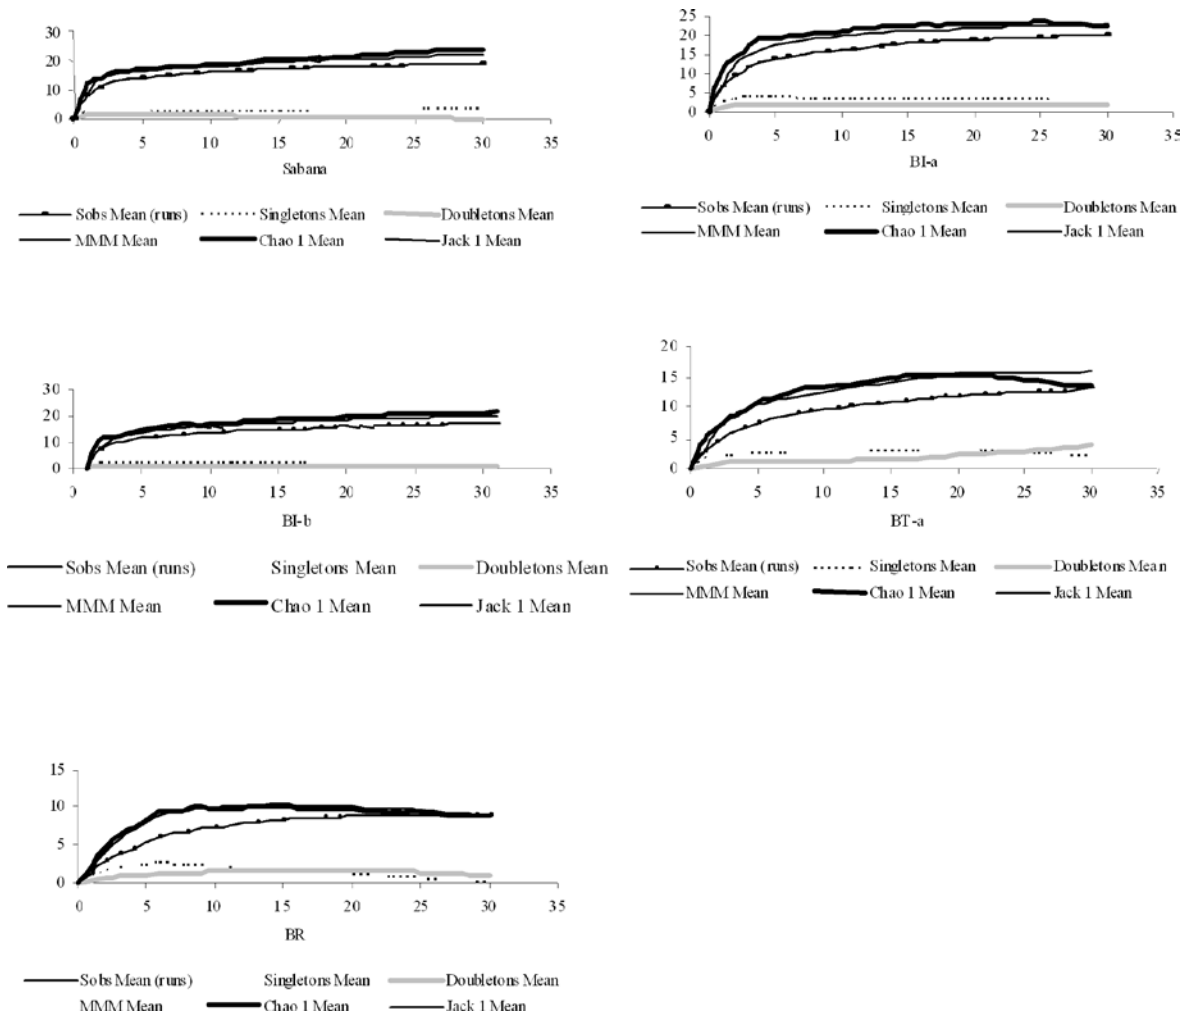 30
20
10
0
0 5 10 15 20 25 30 35
Sabana
Sobs Mean (runs) Singletons Mean Doubletons Mean
MMM Mean Chao 1 Mean Jack 1 Mean
25
20
15
10
5
0
0 5 10 15 20 25 30 35
BI-a
Sobs Mean (runs) Singletons Mean Doubletons Mean
MMM Mean Chao 1 Mean Jack 1 Mean
30
20
10
0
0 5 10 15 20 25 30 35
BI-b
Sobs Mean (runs) Singletons Mean Doubletons Mean
MMM Mean Chao 1 Mean Jack 1 Mean
20
15
10
5
0
0 5 10 15 20 25 30 35
BT-a
Sobs Mean (runs) Singletons Mean Doubletons Mean
MMM Mean Chao 1 Mean Jack 1 Mean
15
10
5
0
0 5 10 15 20 25 30 35
BR
Sobs Mean (runs) Singletons Mean Doubletons Mean
MMM Mean Chao 1 Mean Jack 1 Mean